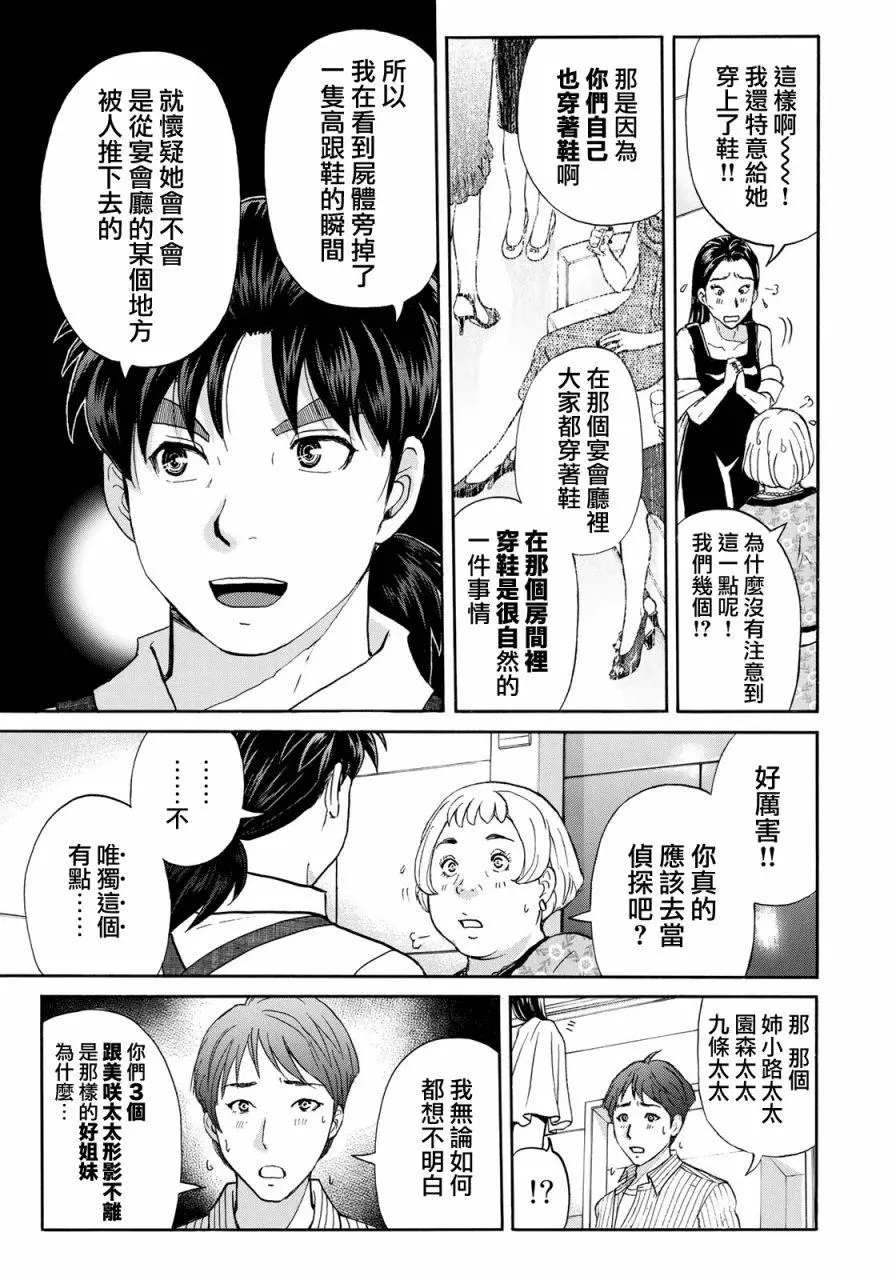 這樣啊~~~!
我還特意給她
穿上了鞋!!
為什麼沒有注意到
這一點呢!
我們幾個!?
那是因為
你們自己
也穿著鞋啊
在那個宴會廳裡
大家都穿著鞋
在那個房間裡
穿鞋是很自然的
一件事情
所以
我在看到屍體旁掉了
一隻高跟鞋的瞬間
就懷疑她會不會
是從宴會廳的某個地方
被人推下去的
好厲害!!
你真的
應該去當
偵探吧?
……
……不
唯獨這個
有點……
那 那個
姉小路太太
園森太太
九條太太
!?
我無論如何
都想不明白
你們3個
跟美咲太太形影不離
是那樣的好姐妹
為什麼…